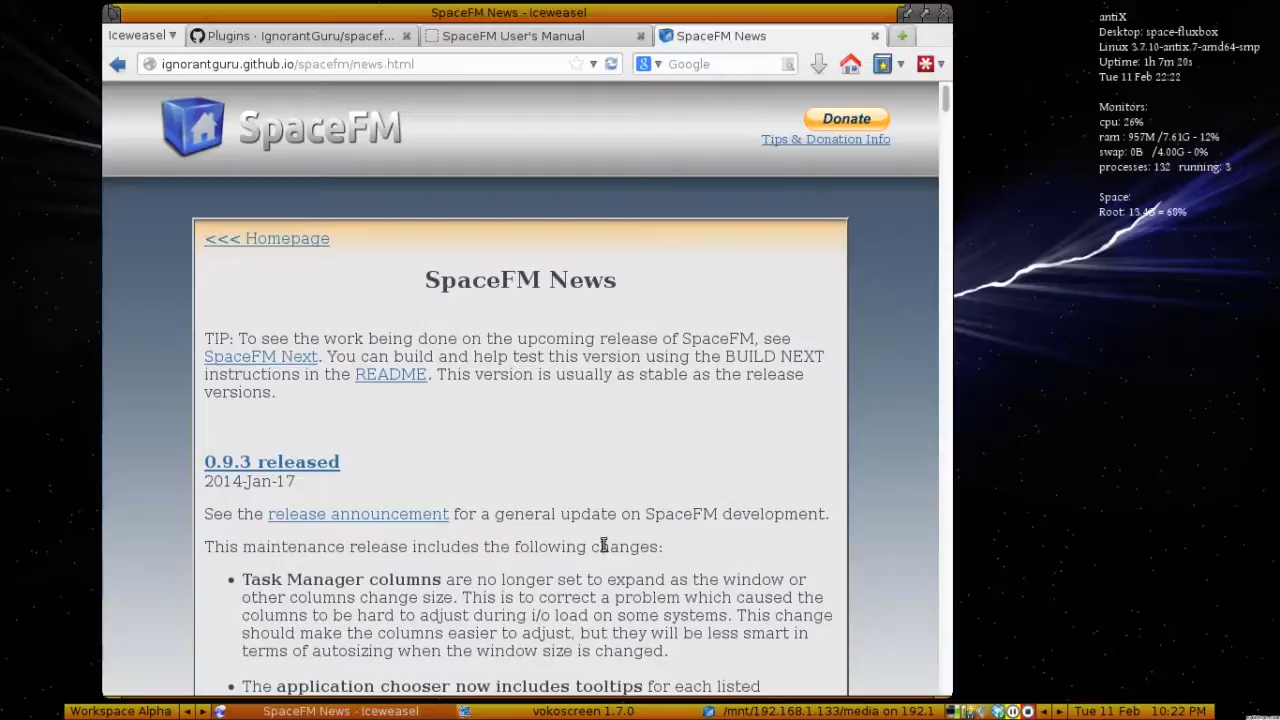 SpaceFM News - Iceweasel
Iceweasel
Plugins · IgnorantGuru/spacef...
SpaceFM User's Manual
SpaceFM News
ignorantguru.github.io/spacefm/news.html
Google
SpaceFM
Donate
Tips & Donation Info
<<< Homepage
SpaceFM News
TIP: To see the work being done on the upcoming release of SpaceFM, see
SpaceFM Next. You can build and help test this version using the BUILD NEXT
instructions in the README. This version is usually as stable as the release
versions.
0.9.3 released
2014-Jan-17
See the release announcement for a general update on SpaceFM development.
This maintenance release includes the following changes:
• Task Manager columns are no longer set to expand as the window or
other columns change size. This is to correct a problem which caused the
columns to be hard to adjust during i/o load on some systems. This change
should make the columns easier to adjust, but they will be less smart in
terms of autosizing when the window size is changed.
• The application chooser now includes tooltips for each listed
antiX
Desktop: space-fluxbox
Linux 3.7.10-antix.7-amd64-smp
Uptime: 1h 7m 20s
Tue 11 Feb 22:22
Monitors:
cpu: 26%
ram : 957M /7.61G - 12%
swap: 0B /4.00G - 0%
processes: 132 running: 3
Space:
Root: 13.4G = 68%
Workspace Alpha
SpaceFM News - Iceweasel
vokoscreen 1.7.0
/mnt/192.168.1.133/media on 192.1
Tue 11 Feb 10:22 PM